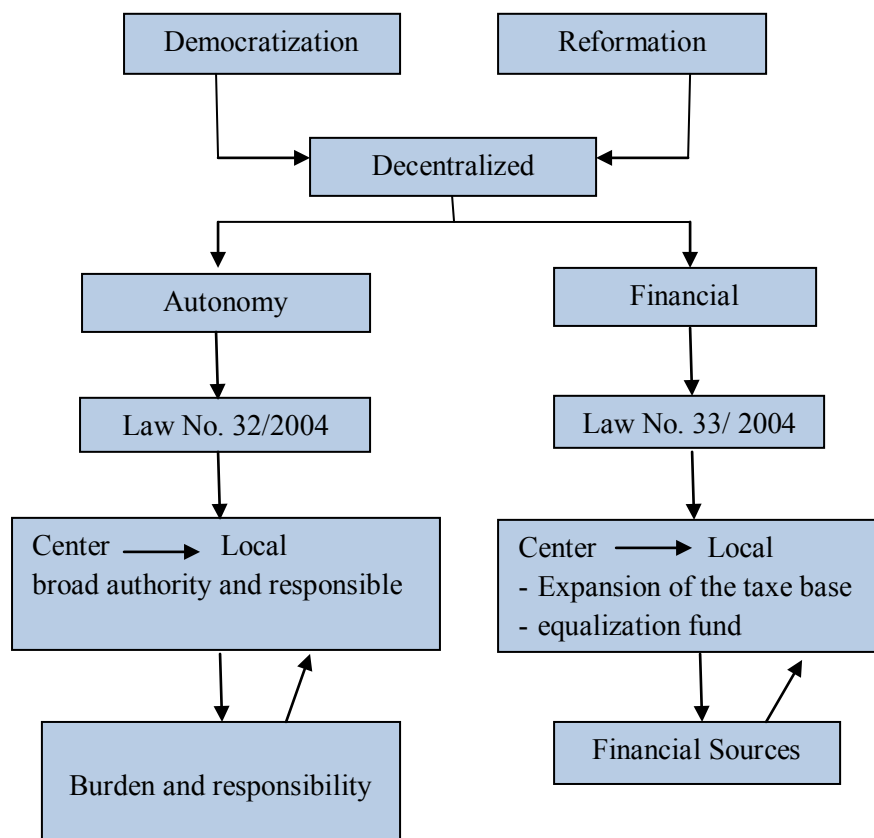 Democratization
Reformation
Decentralized
Autonomy
Financial
Law No. 32/2004
Law No. 33/ 2004
Center Local
broad authority and responsible
Center Local
- Expansion of the taxe base
- equalization fund
Burden and responsibility
Financial Sources